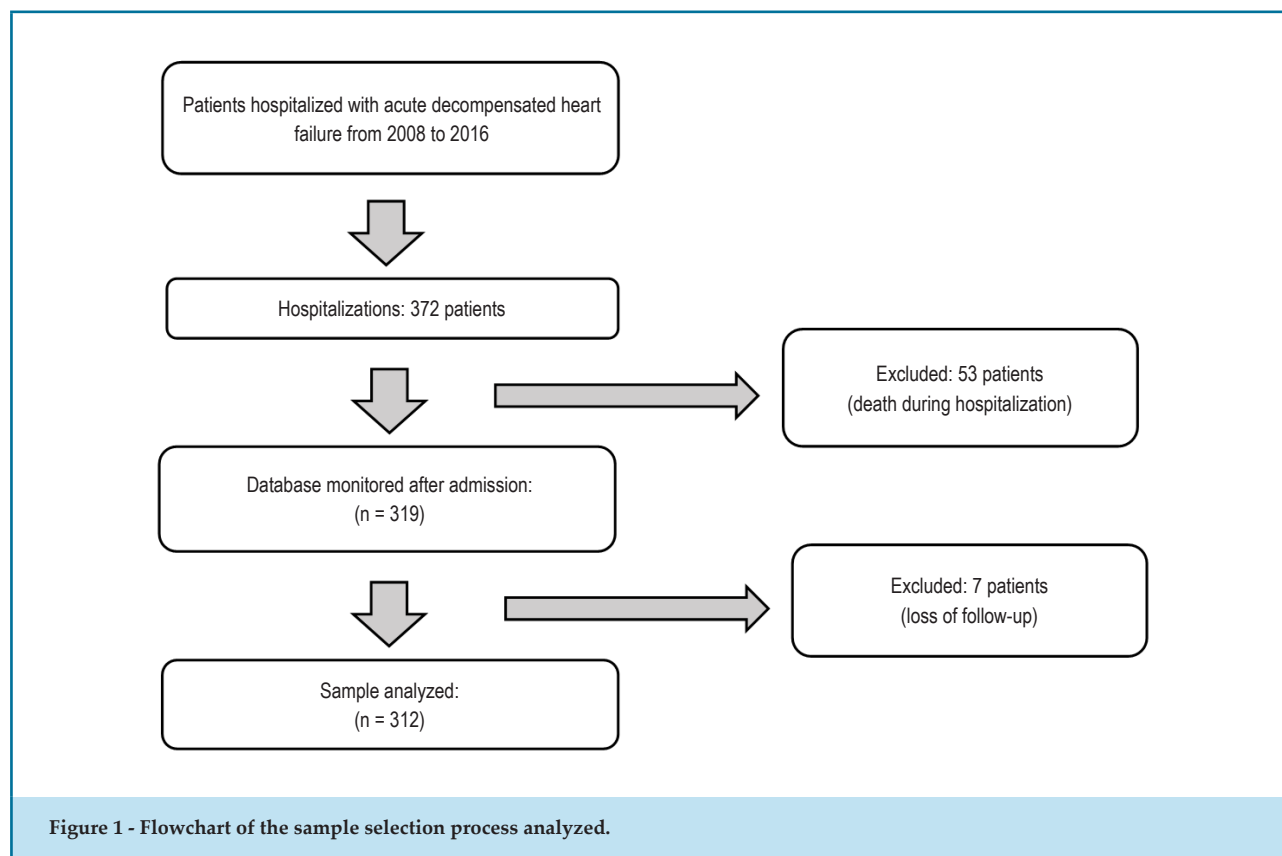 Patients hospitalized with acute decompensated heart
failure from 2008 to 2016
Hospitalizations: 372 patients
Excluded: 53 patients
(death during hospitalization)
Database monitored after admission:
(n = 319)
Excluded: 7 patients
(loss of follow-up)
Sample analyzed:
(n = 312)
Figure 1 - Flowchart of the sample selection process analyzed.